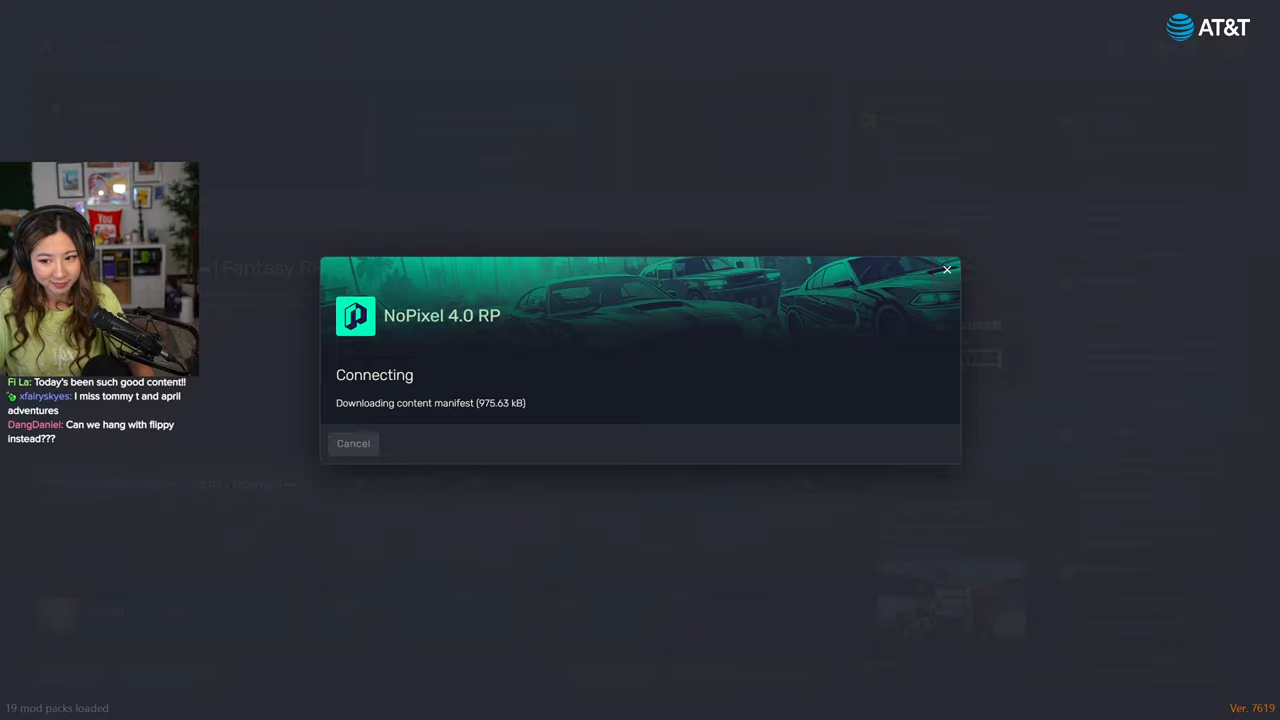 AT&T
You
Fantasy R
NoPixel 4.0 RP
Connecting
Downloading content manifest (975.63 kB)
Cancel
Fi La: Today's been such good content!!
xfairyskyes: I miss tommy t and april
adventures
DangDaniel: Can we hang with flippy
instead???
19 mod packs loaded
Ver. 7619